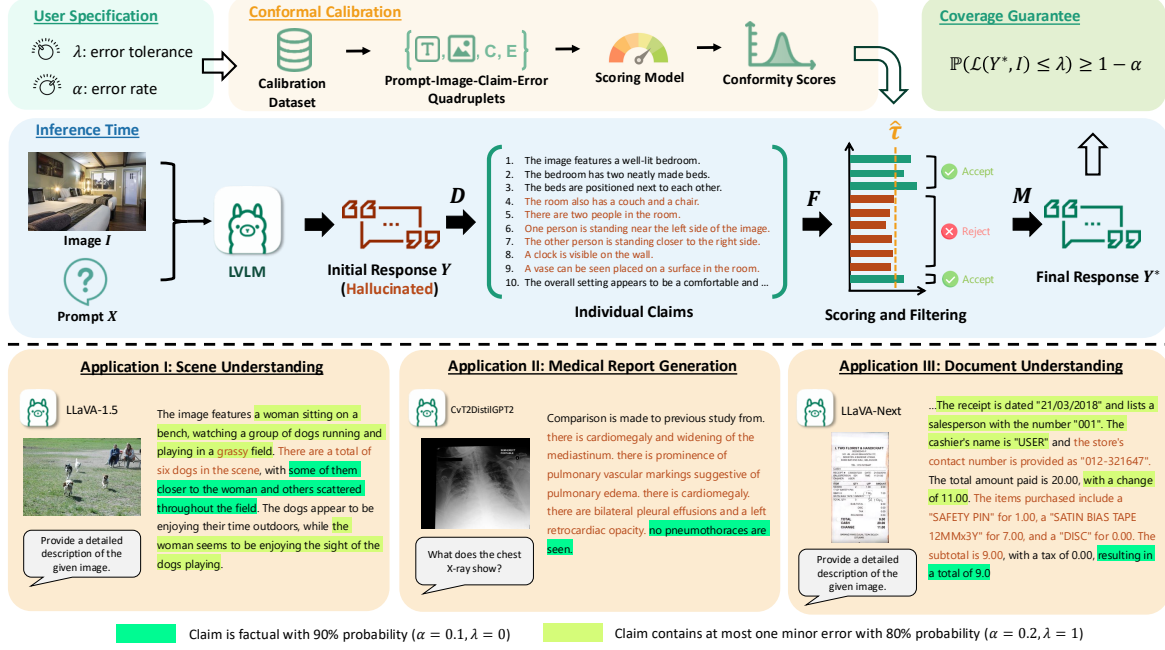 User Specification
λ: error tolerance
α: error rate
Conformal Calibration
Calibration
Dataset
{ T, , C, E }
Prompt-Image-Claim-Error
Quadruplets
Scoring Model
Conformity Scores
Coverage Guarantee
ℙ(ℒ(Y*, I) ≤ λ) ≥ 1 − α
Inference Time
Image I
Prompt X
LVLM
Initial Response Y
(Hallucinated)
D
1. The image features a well-lit bedroom.
2. The bedroom has two neatly made beds.
3. The beds are positioned next to each other.
4. The room also has a couch and a chair.
5. There are two people in the room.
6. One person is standing near the left side of the image.
7. The other person is standing closer to the right side.
8. A clock is visible on the wall.
9. A vase can be seen placed on a surface in the room.
10. The overall setting appears to be a comfortable and ...
Individual Claims
F
τ̂
Accept
Reject
Accept
Scoring and Filtering
M
Final Response Y*
Application I: Scene Understanding
LLaVA-1.5
Provide a detailed
description of the
given image.
The image features a woman sitting on a
bench, watching a group of dogs running and
playing in a grassy field. There are a total of
six dogs in the scene, with some of them
closer to the woman and others scattered
throughout the field. The dogs appear to be
enjoying their time outdoors, while the
woman seems to be enjoying the sight of the
dogs playing.
Application II: Medical Report Generation
CvT2DistilGPT2
What does the chest
X-ray show?
Comparison is made to previous study from.
there is cardiomegaly and widening of the
mediastinum. there is prominence of
pulmonary vascular markings suggestive of
pulmonary edema. there is cardiomegaly.
there are bilateral pleural effusions and a left
retrocardiac opacity. no pneumothoraces are
seen.
Application III: Document Understanding
LLaVA-Next
Provide a detailed
description of the
given image.
...The receipt is dated "21/03/2018" and lists a
salesperson with the number "001". The
cashier's name is "USER" and the store's
contact number is provided as "012-321647".
The total amount paid is 20.00, with a change
of 11.00. The items purchased include a
"SAFETY PIN" for 1.00, a "SATIN BIAS TAPE
12MMx3Y" for 7.00, and a "DISC" for 0.00. The
subtotal is 9.00, with a tax of 0.00, resulting
in a total of 9.0
Claim is factual with 90% probability (α = 0.1, λ = 0)
Claim contains at most one minor error with 80% probability (α = 0.2, λ = 1)